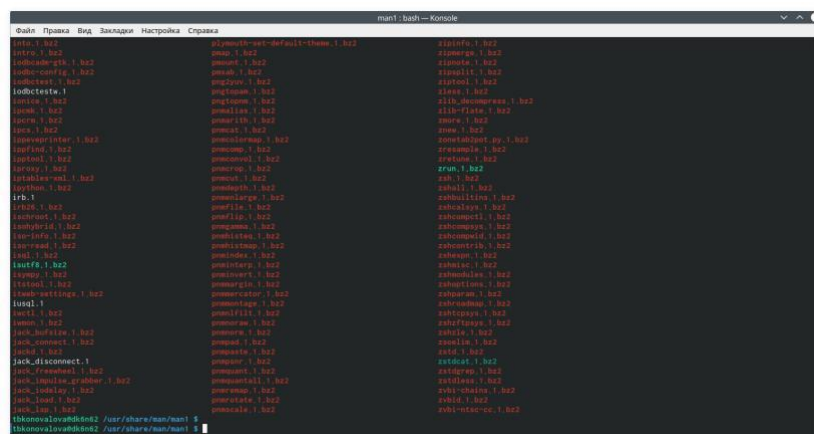 man1 : bash — Konsole
Файл Правка Вид Закладки Настройка Справка
into.1.bz2 plymouth-set-default-theme.1.bz2 zipinfo.1.bz2
intro.1.bz2 pmap.1.bz2 zipmerge.1.bz2
iodbcadm-gtk.1.bz2 pmount.1.bz2 zipnote.1.bz2
iodbc-config.1.bz2 pmxab.1.bz2 zipsplit.1.bz2
iodbctest.1.bz2 png2yuv.1.bz2 ziptool.1.bz2
iodbctestw.1.bz2 pngtopam.1.bz2 zless.1.bz2
ionice.1.bz2 pngtopnm.1.bz2 zlib_decompress.1.bz2
ipcmk.1.bz2 pnmalias.1.bz2 zlib-flate.1.bz2
ipcrm.1.bz2 pnmarith.1.bz2 zmore.1.bz2
ipcs.1.bz2 pnmcat.1.bz2 znew.1.bz2
ippeveprinter.1.bz2 pnmcolormap.1.bz2 zonetab2pot.py.1.bz2
ippfind.1.bz2 pnmcomp.1.bz2 zresample.1.bz2
ipptool.1.bz2 pnmconvol.1.bz2 zretune.1.bz2
iproxy.1.bz2 pnmcrop.1.bz2 zrun.1.bz2
iptables-xml.1.bz2 pnmcut.1.bz2 zsh.1.bz2
ipython.1.bz2 pnmdepth.1.bz2 zshall.1.bz2
irb.1 pnmenlarge.1.bz2 zshbuiltins.1.bz2
irb26.1.bz2 pnmfile.1.bz2 zshcalsys.1.bz2
ischroot.1.bz2 pnmflip.1.bz2 zshcompctl.1.bz2
isohybrid.1.bz2 pnmgamma.1.bz2 zshcompsys.1.bz2
iso-info.1.bz2 pnmhisteq.1.bz2 zshcompwid.1.bz2
iso-read.1.bz2 pnmhistmap.1.bz2 zshcontrib.1.bz2
isql.1.bz2 pnmindex.1.bz2 zshexpn.1.bz2
isutf8.1.bz2 pnminterp.1.bz2 zshmisc.1.bz2
isympy.1.bz2 pnminvert.1.bz2 zshmodules.1.bz2
itstool.1.bz2 pnmmargin.1.bz2 zshoptions.1.bz2
itweb-settings.1.bz2 pnmmercator.1.bz2 zshparam.1.bz2
iusql.1 pnmmontage.1.bz2 zshroadmap.1.bz2
iwctl.1.bz2 pnmnlfilt.1.bz2 zshtcpsys.1.bz2
iwmon.1.bz2 pnmnoraw.1.bz2 zshzftpsys.1.bz2
jack_bufsize.1.bz2 pnmnorm.1.bz2 zshzle.1.bz2
jack_connect.1.bz2 pnmpad.1.bz2 zsoelim.1.bz2
jackd.1.bz2 pnmpaste.1.bz2 zstd.1.bz2
jack_disconnect.1 pnmpsnr.1.bz2 zstdcat.1.bz2
jack_freewheel.1.bz2 pnmquant.1.bz2 zstdgrep.1.bz2
jack_impulse_grabber.1.bz2 pnmquantall.1.bz2 zstdless.1.bz2
jack_iodelay.1.bz2 pnmremap.1.bz2 zvbi-chains.1.bz2
jack_load.1.bz2 pnmrotate.1.bz2 zvbid.1.bz2
jack_lsp.1.bz2 pnmscale.1.bz2 zvbi-ntsc-cc.1.bz2
tbkonovalova@dk6n62 /usr/share/man/man1 $
tbkonovalova@dk6n62 /usr/share/man/man1 $